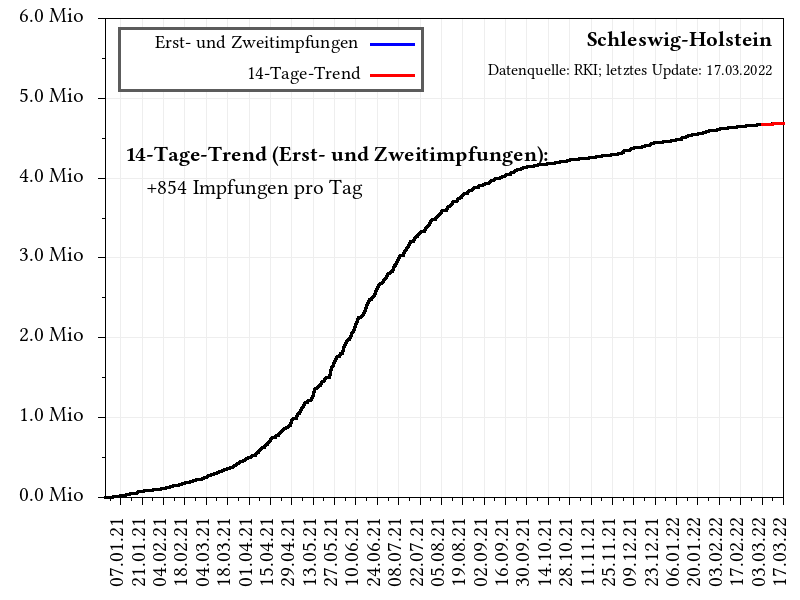 6.0 Mio
5.0 Mio
4.0 Mio
3.0 Mio
2.0 Mio
1.0 Mio
0.0 Mio
Erst- und Zweitimpfungen
14-Tage-Trend
Schleswig-Holstein
Datenquelle: RKI; letztes Update: 17.03.2022
14-Tage-Trend (Erst- und Zweitimpfungen):
+854 Impfungen pro Tag
07.01.21
21.01.21
04.02.21
18.02.21
04.03.21
18.03.21
01.04.21
15.04.21
29.04.21
13.05.21
27.05.21
10.06.21
24.06.21
08.07.21
22.07.21
05.08.21
19.08.21
02.09.21
16.09.21
30.09.21
14.10.21
28.10.21
11.11.21
25.11.21
09.12.21
23.12.21
06.01.22
20.01.22
03.02.22
17.02.22
03.03.22
17.03.22